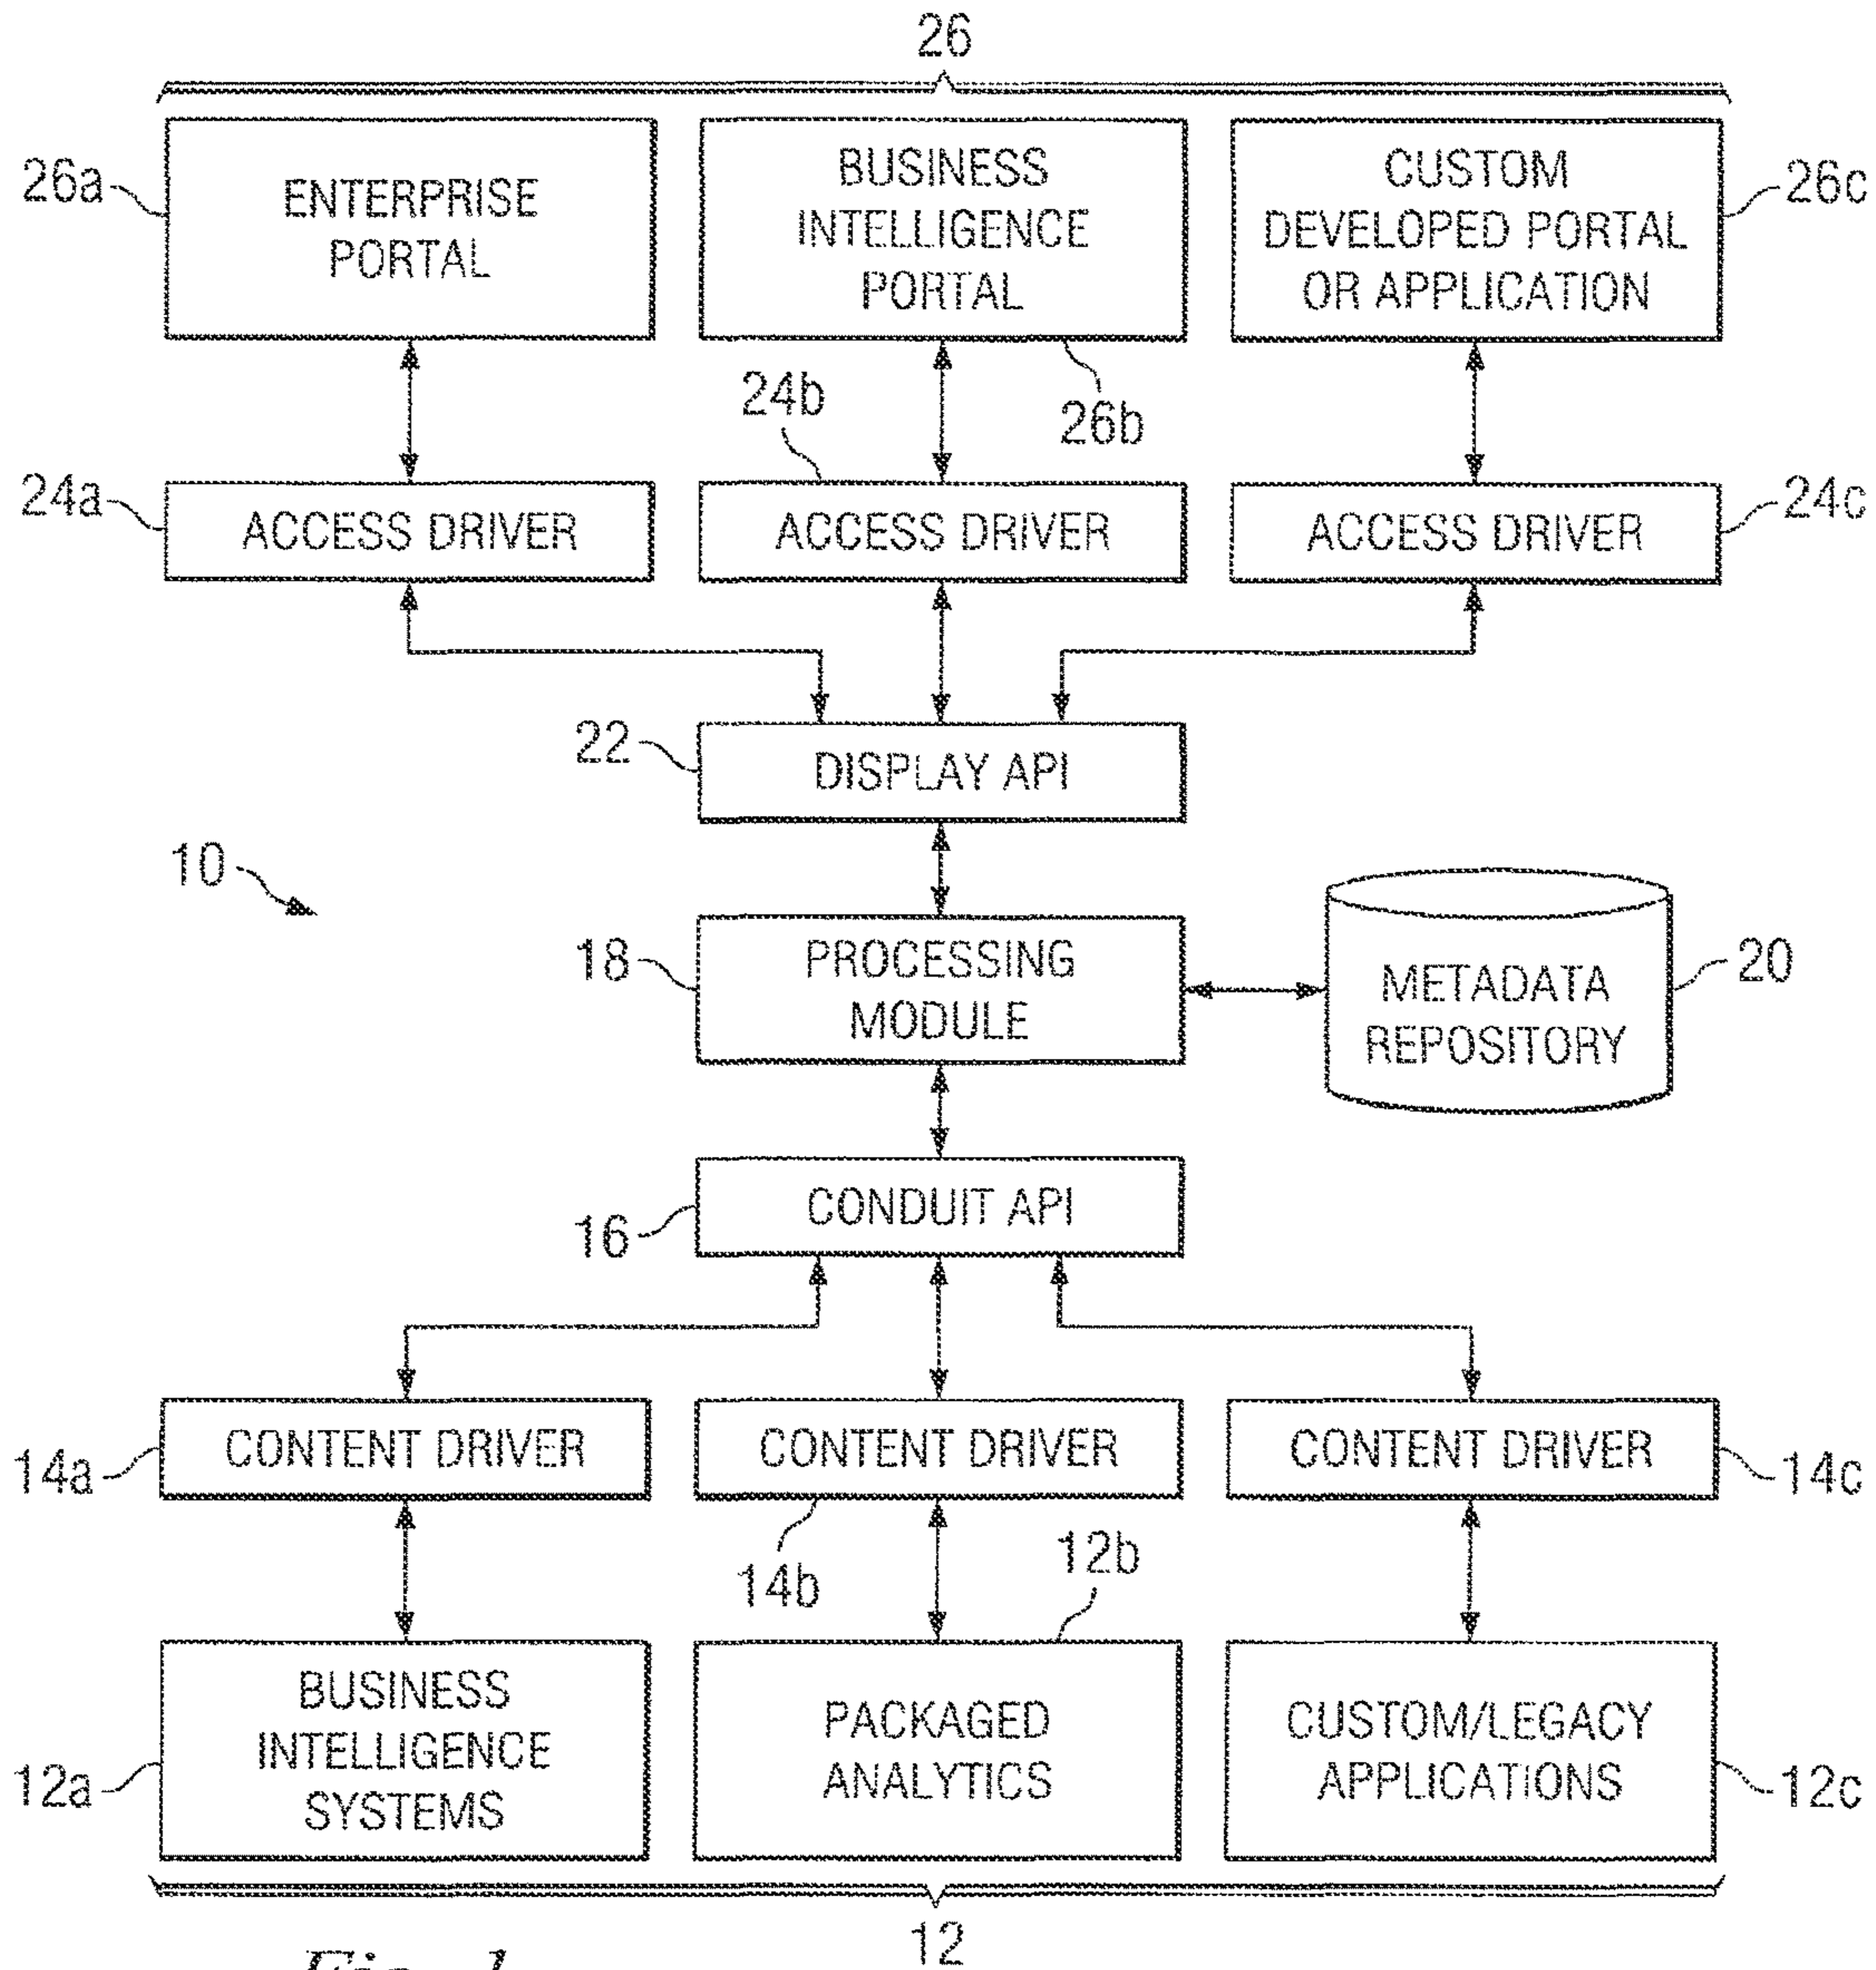 26
26a
ENTERPRISE
PORTAL
BUSINESS
INTELLIGENCE
PORTAL
CUSTOM
DEVELOPED PORTAL
OR APPLICATION
26c
24b
26b
24a
ACCESS DRIVER
ACCESS DRIVER
ACCESS DRIVER
24c
22
DISPLAY API
10
18
PROCESSING
MODULE
METADATA
REPOSITORY
20
16
CONDUIT API
14a
CONTENT DRIVER
CONTENT DRIVER
CONTENT DRIVER
14c
14b
12b
12a
BUSINESS
INTELLIGENCE
SYSTEMS
PACKAGED
ANALYTICS
CUSTOM/LEGACY
APPLICATIONS
12c
12